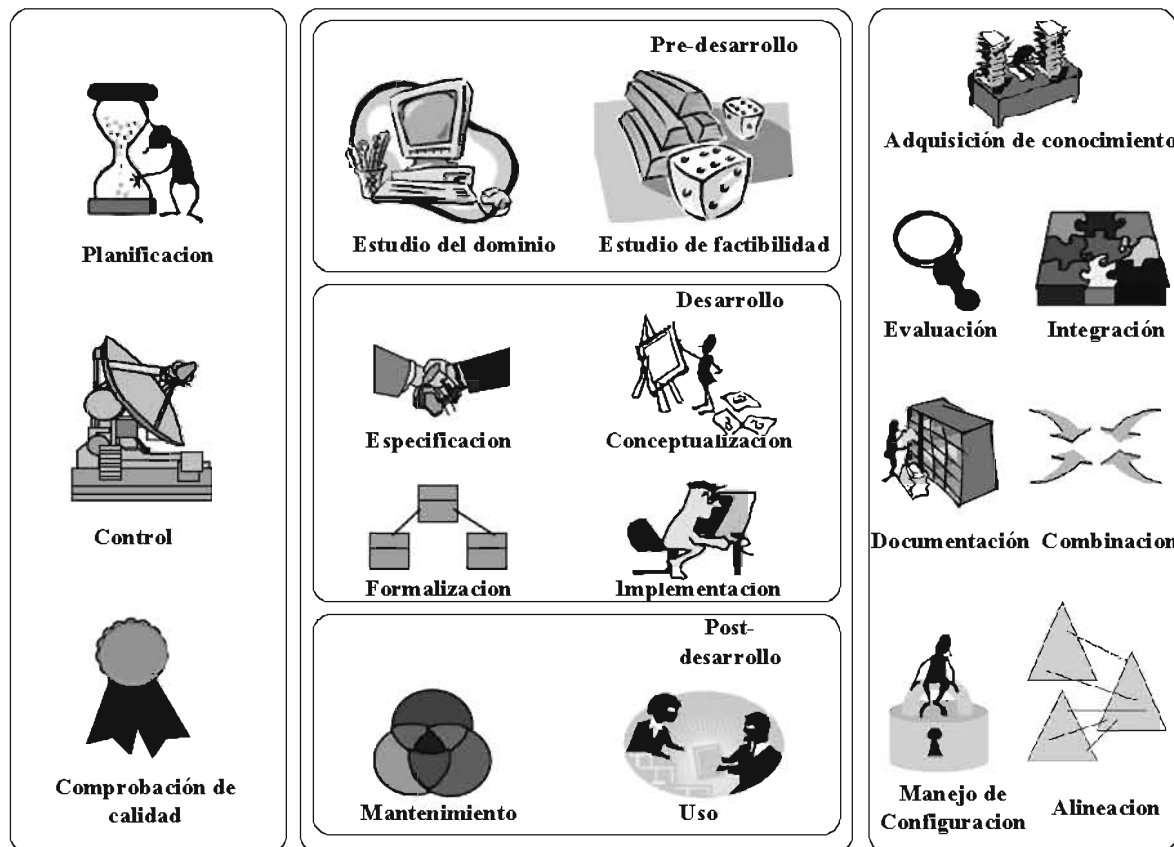 Planificacion
Control
Comprobación de
calidad
Pre-desarrollo
Estudio del dominio
Estudio de factibilidad
Desarrollo
Especificacion
Conceptualizacion
Formalizacion
Implementacion
Post-
desarrollo
Mantenimiento
Uso
Adquisición de conocimiento
Evaluación
Integración
Documentación
Combinacion
Manejo de
Configuracion
Alineacion